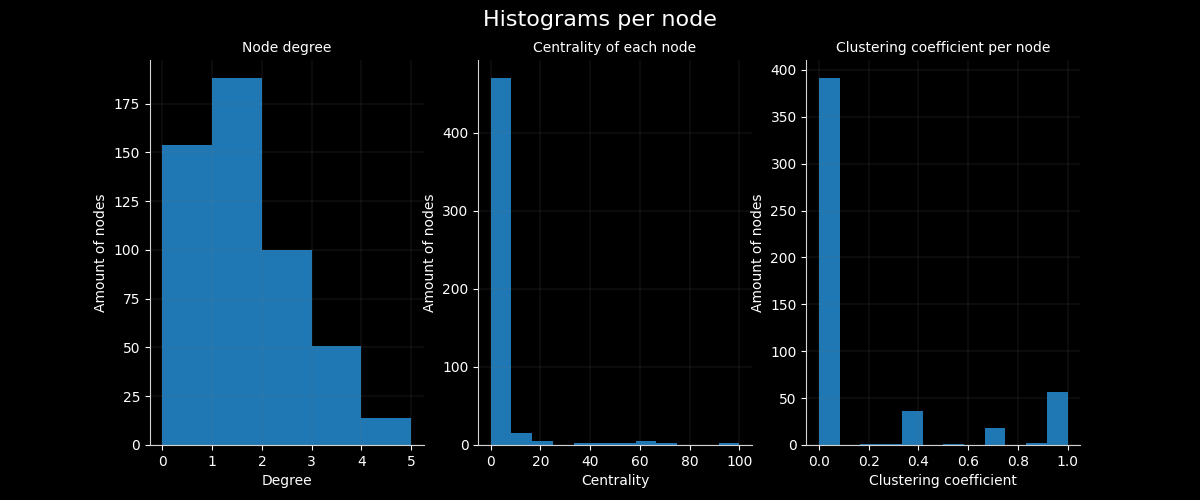 Histograms per node
Node degree
Amount of nodes
175
150
125
100
75
50
25
0
0 1 2 3 4 5
Degree
Centrality of each node
Amount of nodes
400
300
200
100
0
0 20 40 60 80 100
Centrality
Clustering coefficient per node
Amount of nodes
400
350
300
250
200
150
100
50
0
0.0 0.2 0.4 0.6 0.8 1.0
Clustering coefficient